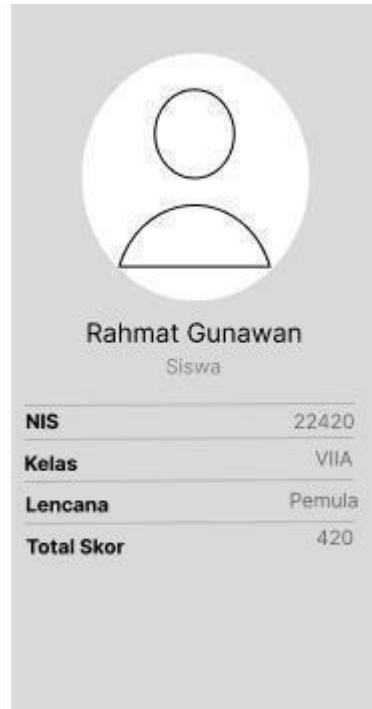 Rahmat Gunawan
Siswa
NIS 22420
Kelas VIIA
Lencana Pemula
Total Skor 420